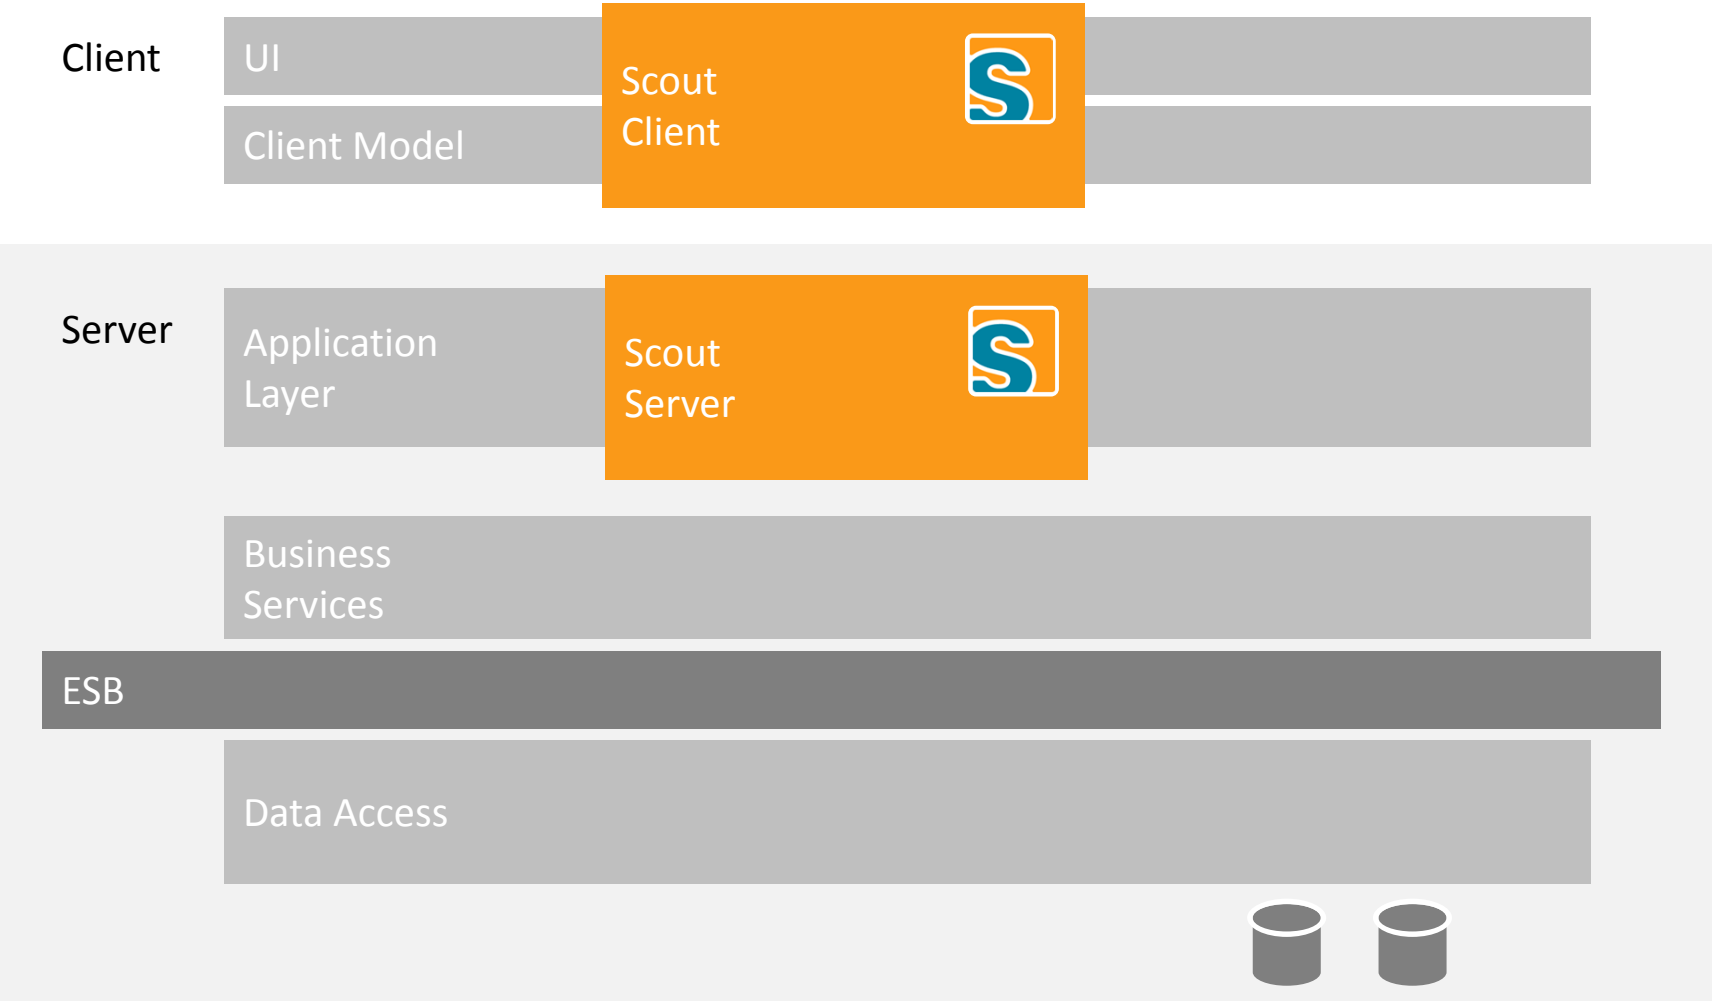 Client
UI
Scout
Client
Client Model
Server
Application
Layer
Scout
Server
Business
Services
ESB
Data Access